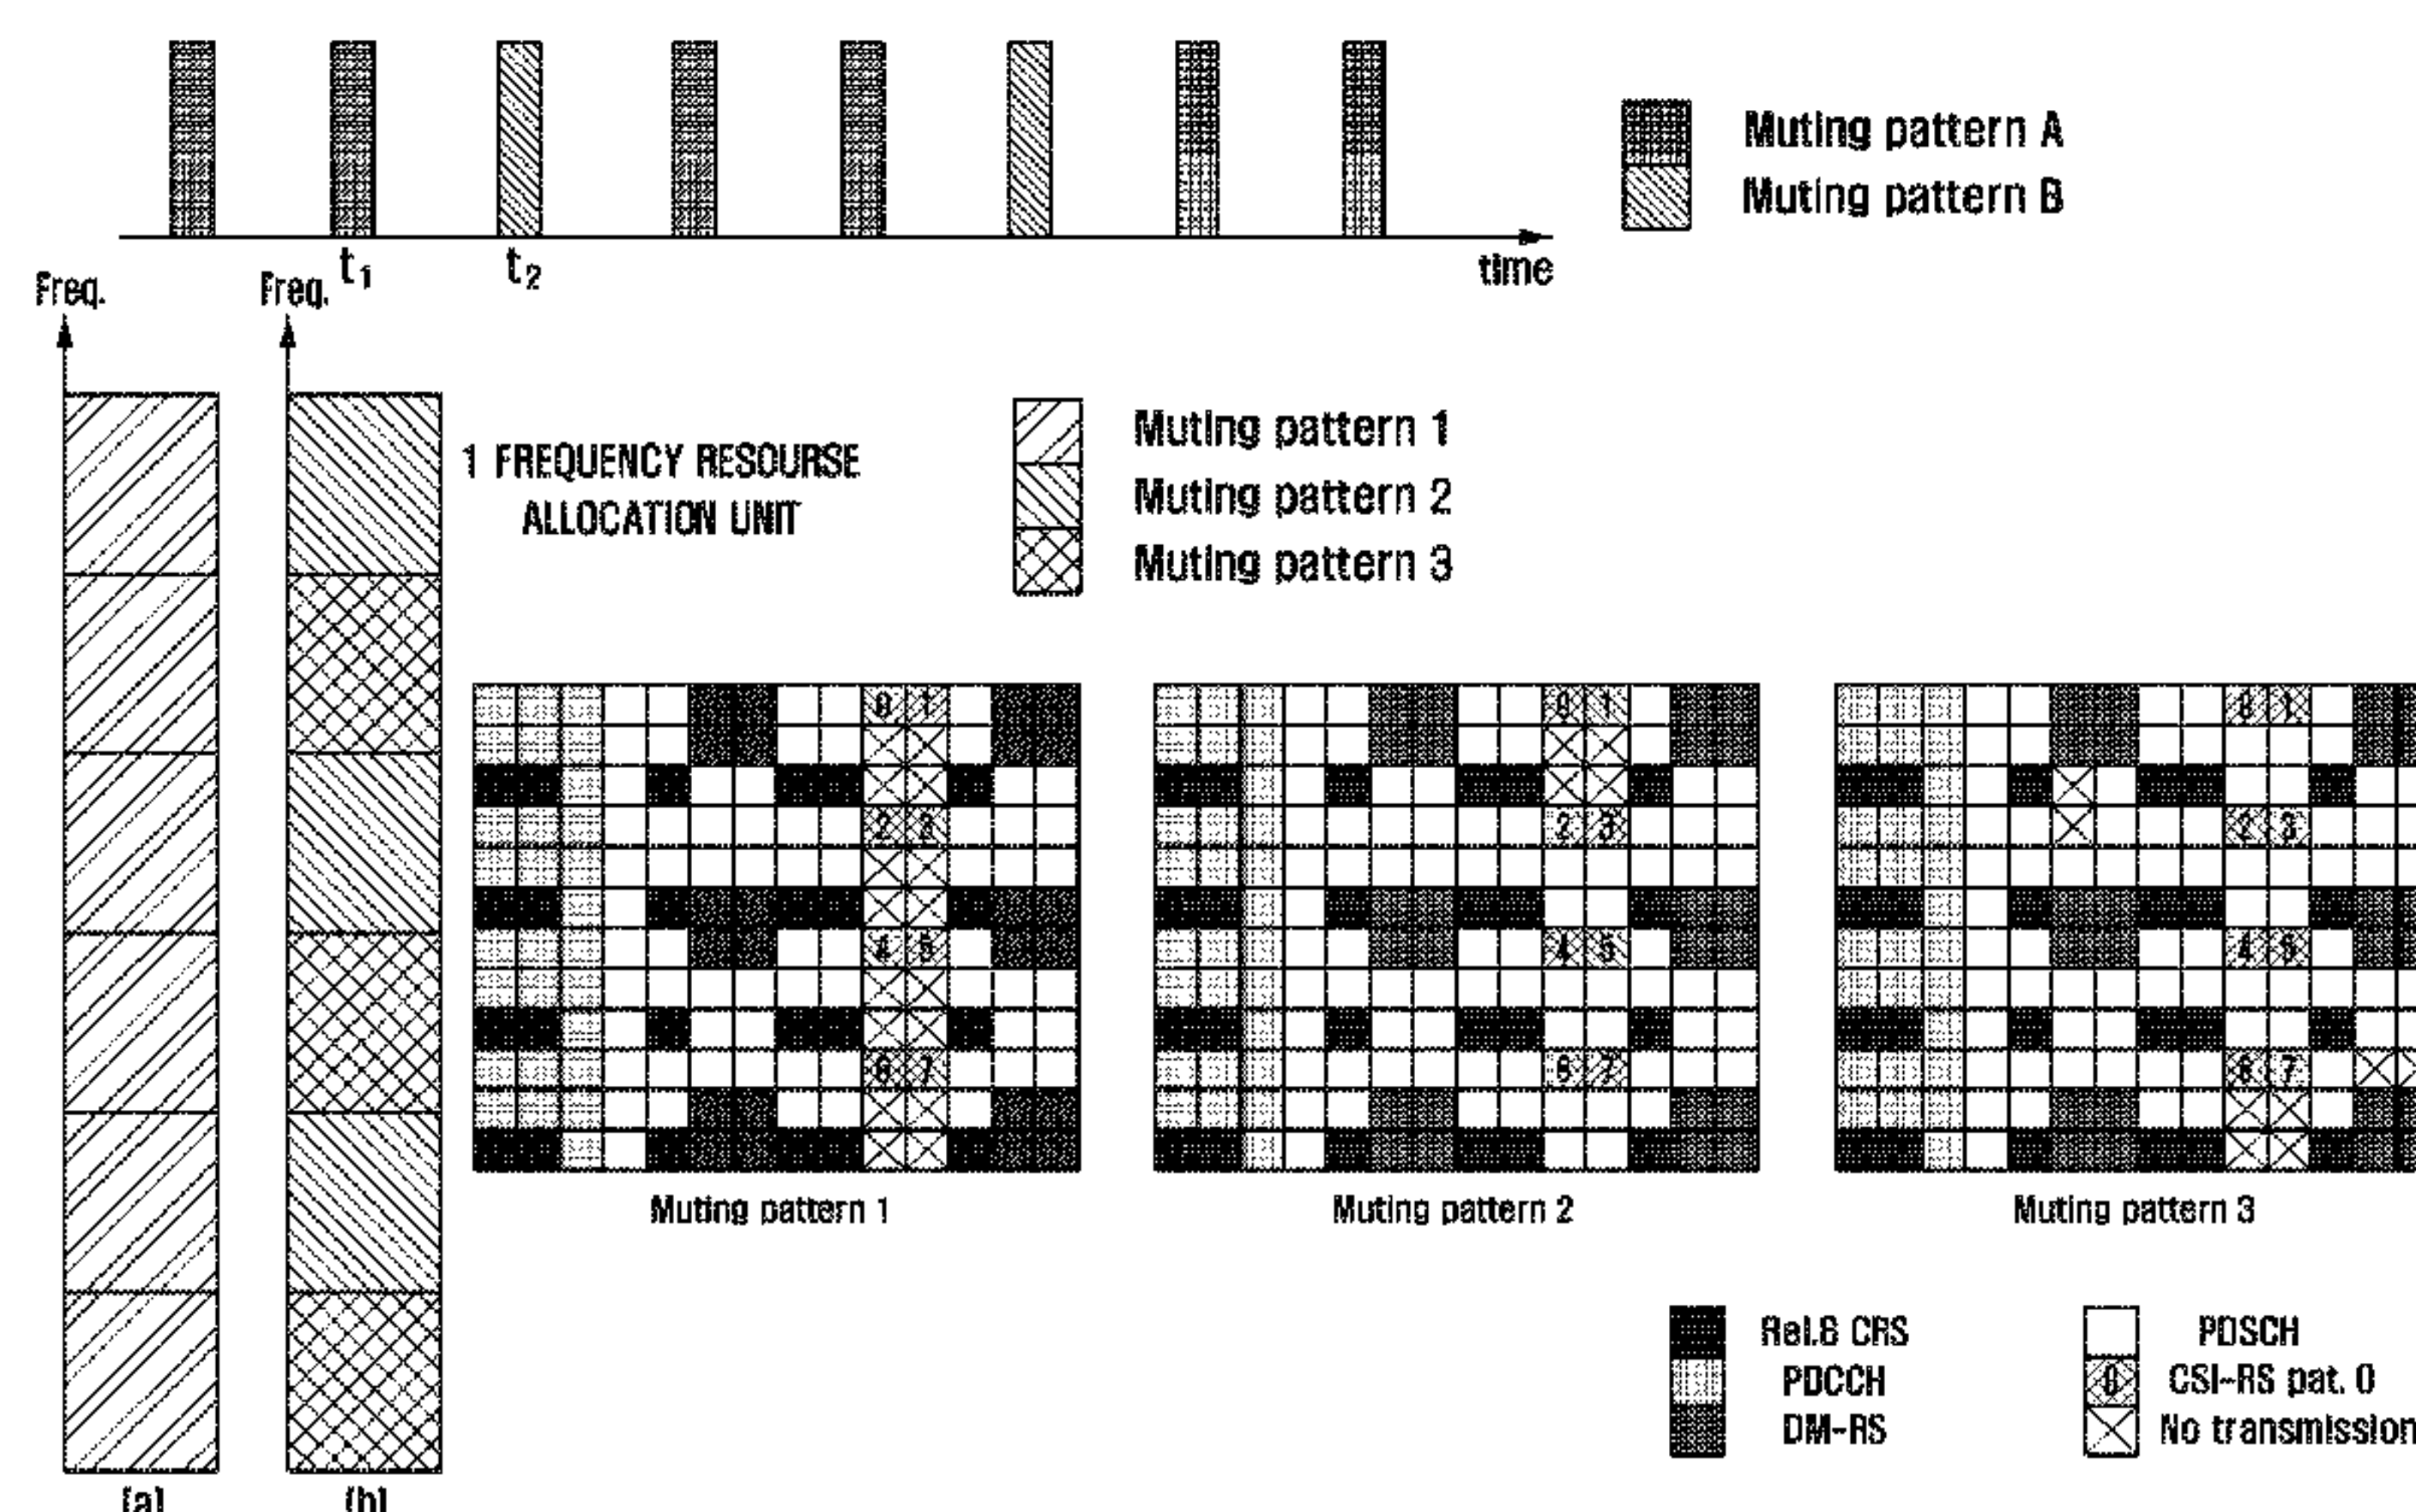 Muting pattern A
Muting pattern B
t1
t2
time
Freq.
Freq.
1 FREQUENCY RESOURSE
ALLOCATION UNIT
Muting pattern 1
Muting pattern 2
Muting pattern 3
0 1
0 1
0 1
2 3
2 3
2 3
4 5
4 5
4 5
6 7
6 7
6 7
Muting pattern 1
Muting pattern 2
Muting pattern 3
Rel.8 CRS
PDCCH
DM-RS
PDSCH
0
CSI-RS pat. 0
No transmission
(a)
(b)